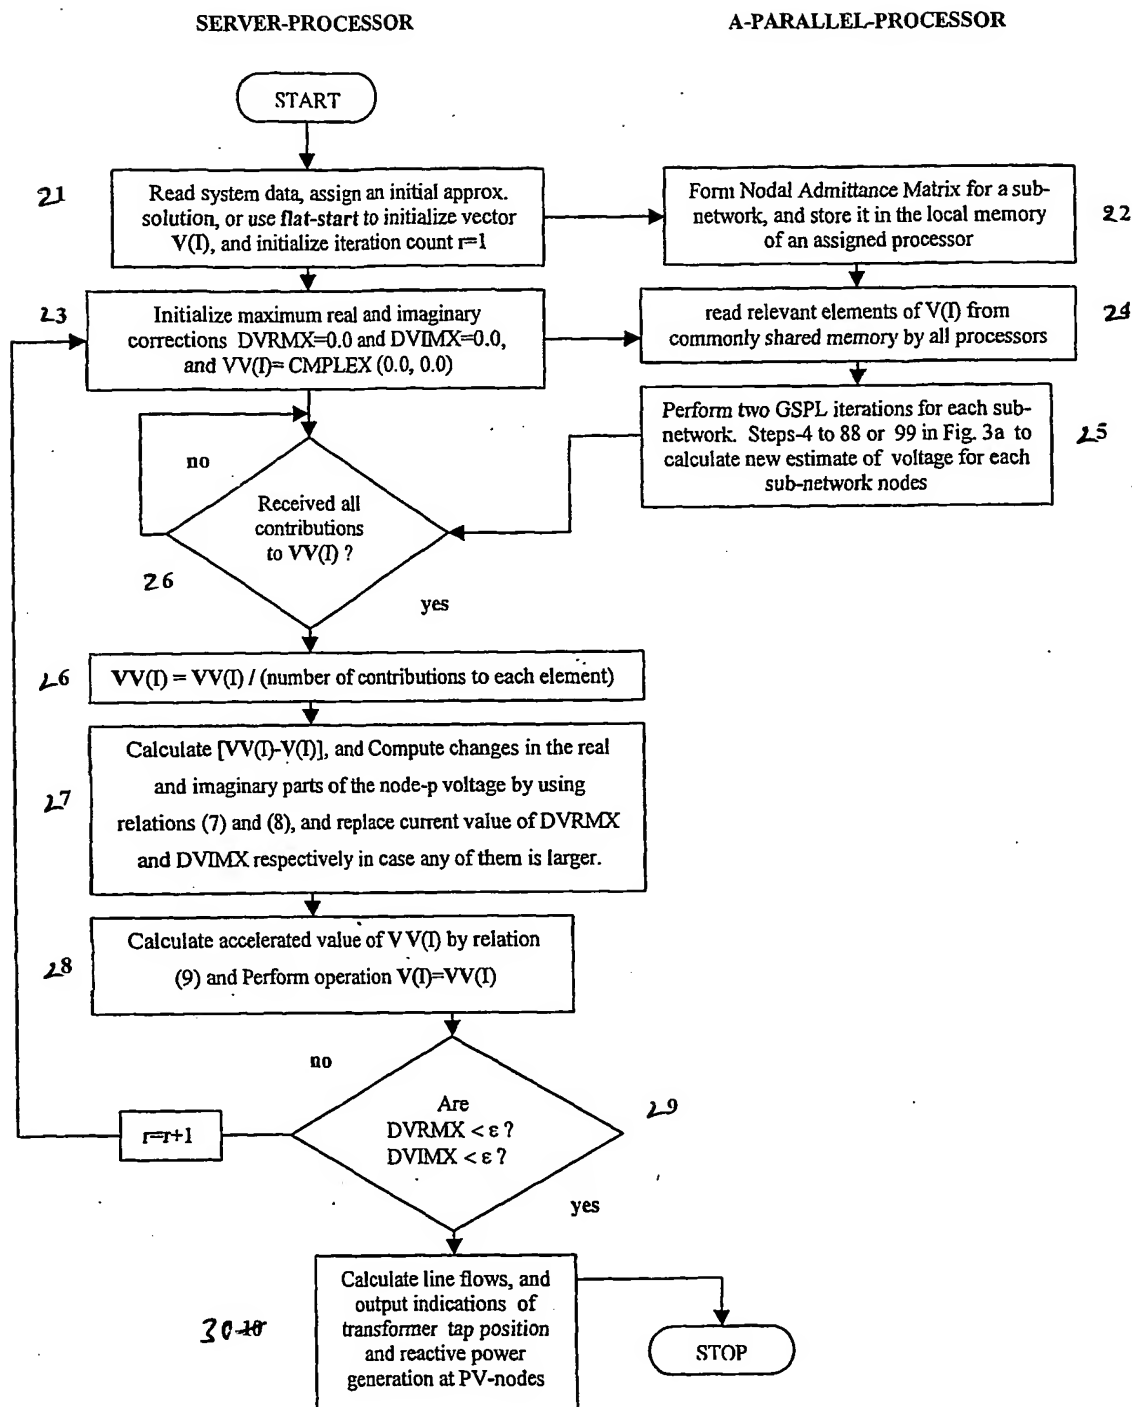 SERVER-PROCESSOR
A-PARALLEL-PROCESSOR
START
21
Read system data, assign an initial approx.
solution, or use flat-start to initialize vector
V(I), and initialize iteration count r=1
Form Nodal Admittance Matrix for a sub-
network, and store it in the local memory
of an assigned processor
22
23
Initialize maximum real and imaginary
corrections DVRMX=0.0 and DVIMX=0.0,
and VV(I)= CMPLEX (0.0, 0.0)
read relevant elements of V(I) from
commonly shared memory by all processors
24
Perform two GSPL iterations for each sub-
network. Steps-4 to 88 or 99 in Fig. 3a to
calculate new estimate of voltage for each
sub-network nodes
25
no
Received all
contributions
to VV(I) ?
26
yes
26
VV(I) = VV(I) / (number of contributions to each element)
27
Calculate [VV(I)-V(I)], and Compute changes in the real
and imaginary parts of the node-p voltage by using
relations (7) and (8), and replace current value of DVRMX
and DVIMX respectively in case any of them is larger.
28
Calculate accelerated value of VV(I) by relation
(9) and Perform operation V(I)=VV(I)
no
r=r+1
Are
DVRMX < ε ?
DVIMX < ε ?
29
yes
30 10
Calculate line flows, and
output indications of
transformer tap position
and reactive power
generation at PV-nodes
STOP